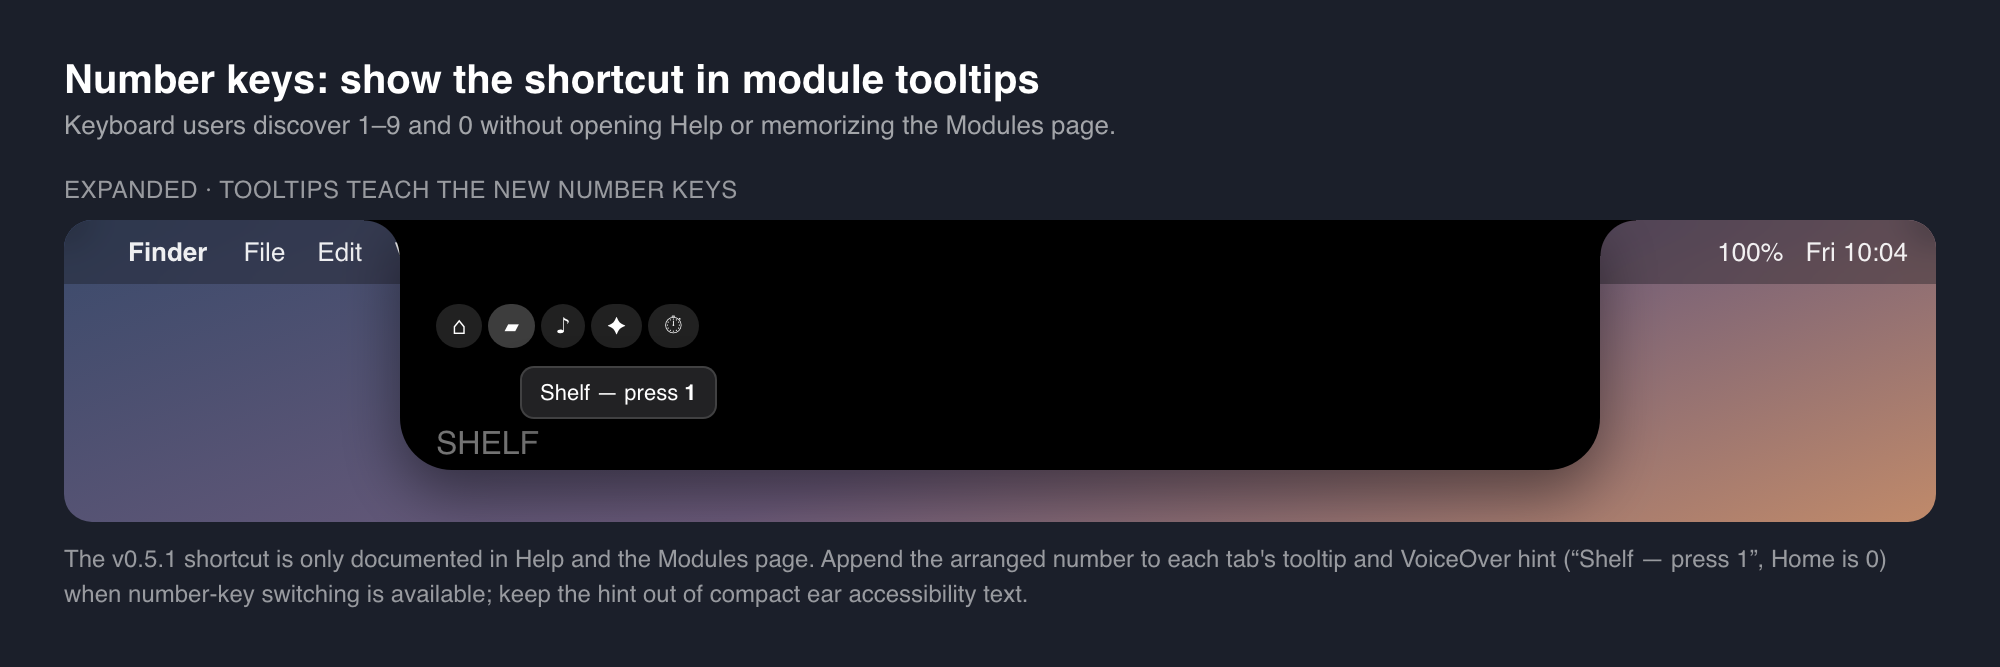 Number keys: show the shortcut in module tooltips
Keyboard users discover 1–9 and 0 without opening Help or memorizing the Modules page.
EXPANDED · TOOLTIPS TEACH THE NEW NUMBER KEYS
Finder File Edit 100% Fri 10:04
Shelf — press 1
SHELF
The v0.5.1 shortcut is only documented in Help and the Modules page. Append the arranged number to each tab's tooltip and VoiceOver hint (“Shelf — press 1”, Home is 0)
when number-key switching is available; keep the hint out of compact ear accessibility text.